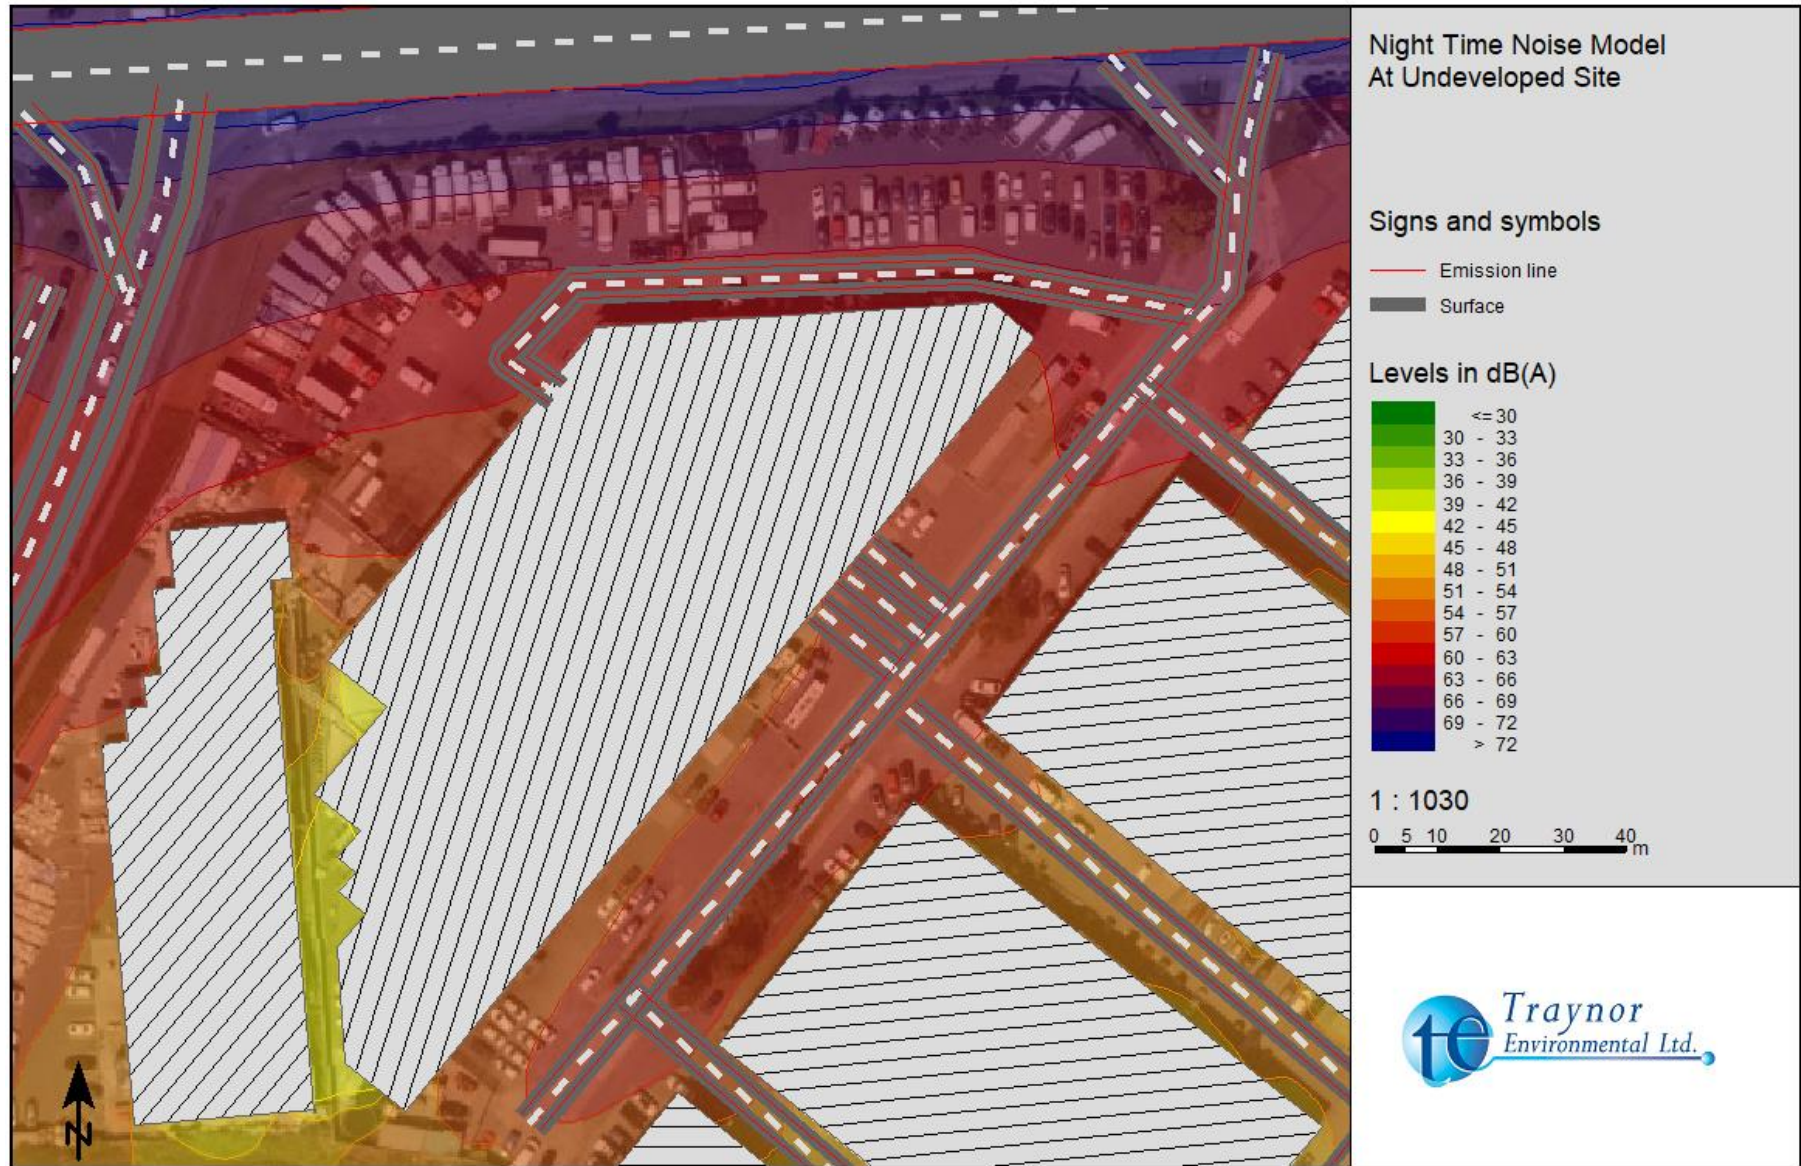 Night Time Noise Model
At Undeveloped Site
Signs and symbols
Emission line
Surface
Levels in dB(A)
<= 30
30 - 33
33 - 36
36 - 39
39 - 42
42 - 45
45 - 48
48 - 51
51 - 54
54 - 57
57 - 60
60 - 63
63 - 66
66 - 69
69 - 72
> 72
1 : 1030
0 5 10 20 30 40
m
te Traynor
Environmental Ltd.
N